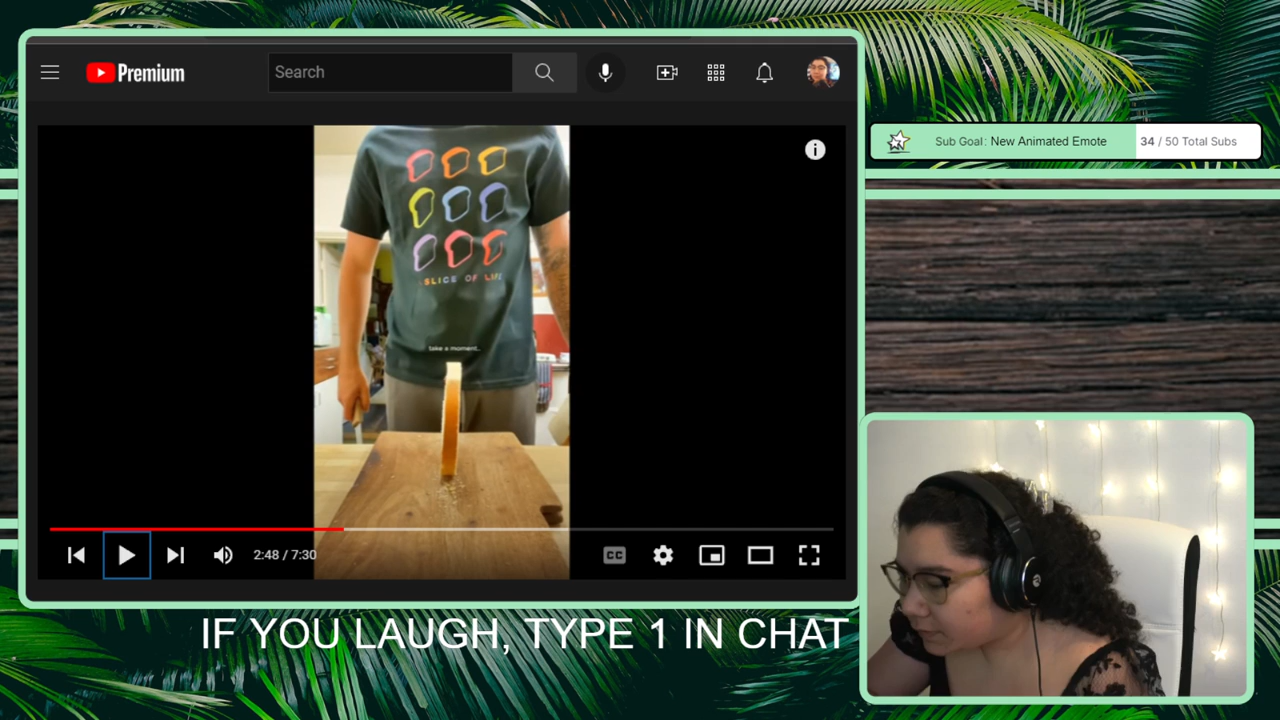 Premium
Search
Sub Goal: New Animated Emote
34 / 50 Total Subs
SLICE OF LIFE
take a moment..
2:48 / 7:30
CC
IF YOU LAUGH, TYPE 1 IN CHAT